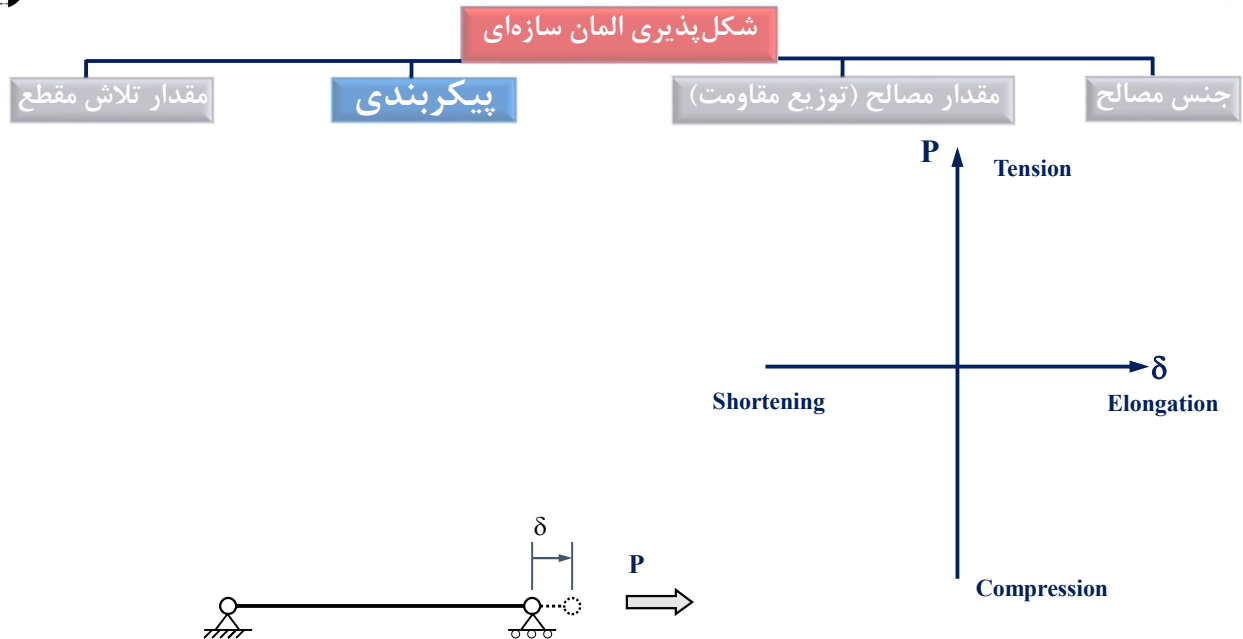 شکل‌پذیری المان سازه‌ای
جنس مصالح
مقدار مصالح (توزیع مقاومت)
پیکربندی
مقدار تلاش مقطع
P
Tension
δ
Shortening
Elongation
Compression
δ
P